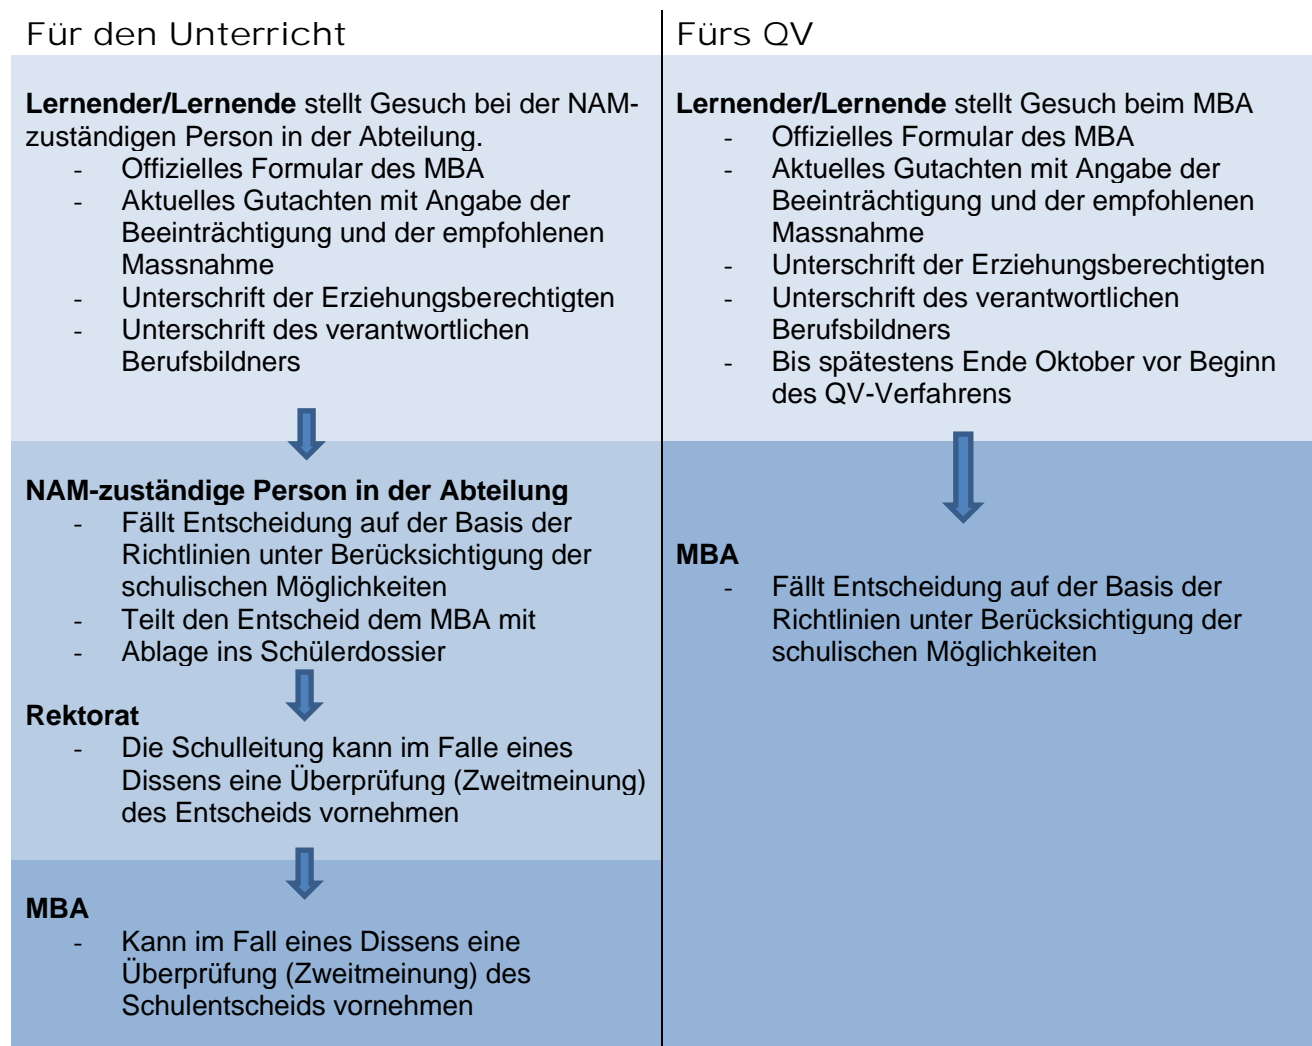 Für den Unterricht
Lernender/Lernende stellt Gesuch bei der NAM-
zuständigen Person in der Abteilung.
- Offizielles Formular des MBA
- Aktuelles Gutachten mit Angabe der
Beeinträchtigung und der empfohlenen
Massnahme
- Unterschrift der Erziehungsberechtigten
- Unterschrift des verantwortlichen
Berufsbildners
NAM-zuständige Person in der Abteilung
- Fällt Entscheidung auf der Basis der
Richtlinien unter Berücksichtigung der
schulischen Möglichkeiten
- Teilt den Entscheid dem MBA mit
- Ablage ins Schülerdossier
Rektorat
- Die Schulleitung kann im Falle eines
Dissens eine Überprüfung (Zweitmeinung)
des Entscheids vornehmen
MBA
- Kann im Fall eines Dissens eine
Überprüfung (Zweitmeinung) des
Schulentscheids vornehmen
Fürs QV
Lernender/Lernende stellt Gesuch beim MBA
- Offizielles Formular des MBA
- Aktuelles Gutachten mit Angabe der
Beeinträchtigung und der empfohlenen
Massnahme
- Unterschrift der Erziehungsberechtigten
- Unterschrift des verantwortlichen
Berufsbildners
- Bis spätestens Ende Oktober vor Beginn
des QV-Verfahrens
MBA
- Fällt Entscheidung auf der Basis der
Richtlinien unter Berücksichtigung der
schulischen Möglichkeiten